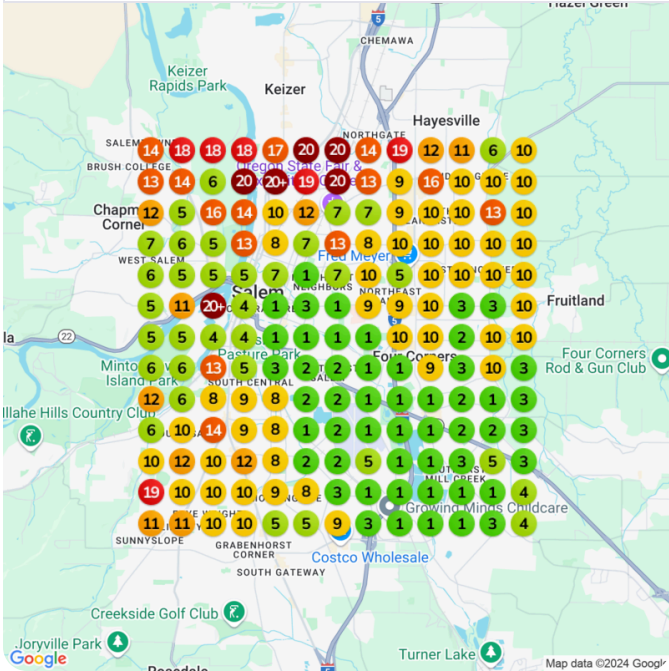 Hazel Green
5
CHEMAWA
Keizer
Rapids Park
Keizer
Hayesville
NORTHGATE
SALEM
14 18 18 18 17 20 20 14 19 12 11 6 10
BRUSH COLLEGE
Oregon State Fair &
13 14 6 20 20+ 19 20 13 9 16 10 10 10
Chapm
Corner
12 5 16 14 10 12 7 7 9 10 10 13 10
7 6 5 13 8 7 13 8 10 10 10 10 10
WEST SALEM
Fred Meyer
6 5 5 5 7 1 7 10 5 10 10 10 10
NEIGHBORS
Salem
NORTHEAST
Fruitland
5 11 20+ 4 1 3 1 9 9 10 3 3 10
la
22
5 5 4 4 1 1 1 1 10 10 2 10 10
Pasture Park
Four Corners
Four Corners
Rod & Gun Club
Minto
Island Park
6 6 13 5 3 2 2 1 1 9 3 10 3
SOUTH CENTRAL
12 6 8 9 8 2 2 1 1 1 2 1 3
illahe Hills Country Club
6 10 14 9 8 1 2 1 1 2 2 2 3
10 12 10 12 8 2 2 5 1 1 3 5 3
MILL CREEK
19 10 10 10 9 8 3 1 1 1 1 1 4
Growing Minds Childcare
11 11 10 10 5 5 9 3 1 1 1 3 4
SUNNYSLOPE
GRABENHORST
CORNER
Costco Wholesale
SOUTH GATEWAY
Creekside Golf Club
Joryville Park
Turner Lake
Google
Rosedale
Map data ©2024 Google